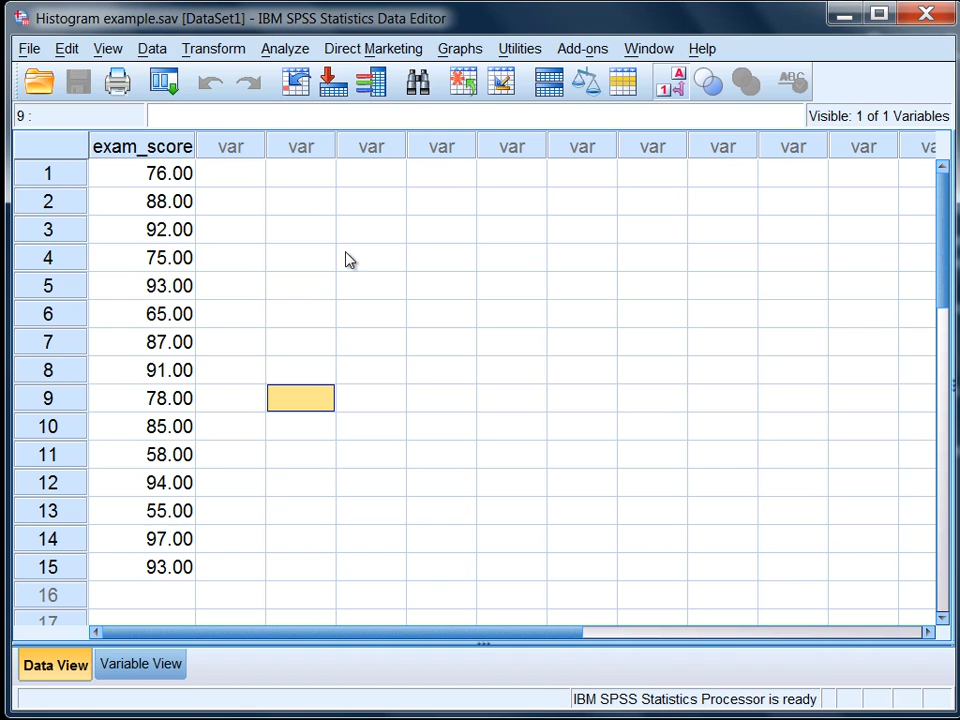 Histogram example.sav [DataSet1] - IBM SPSS Statistics Data Editor
File Edit View Data Transform Analyze Direct Marketing Graphs Utilities Add-ons Window Help
A
1
ABC
9 :
Visible: 1 of 1 Variables
exam_score var var var var var var var var var var
1 76.00
2 88.00
3 92.00
4 75.00
5 93.00
6 65.00
7 87.00
8 91.00
9 78.00
10 85.00
11 58.00
12 94.00
13 55.00
14 97.00
15 93.00
16
17
Data View Variable View
IBM SPSS Statistics Processor is ready